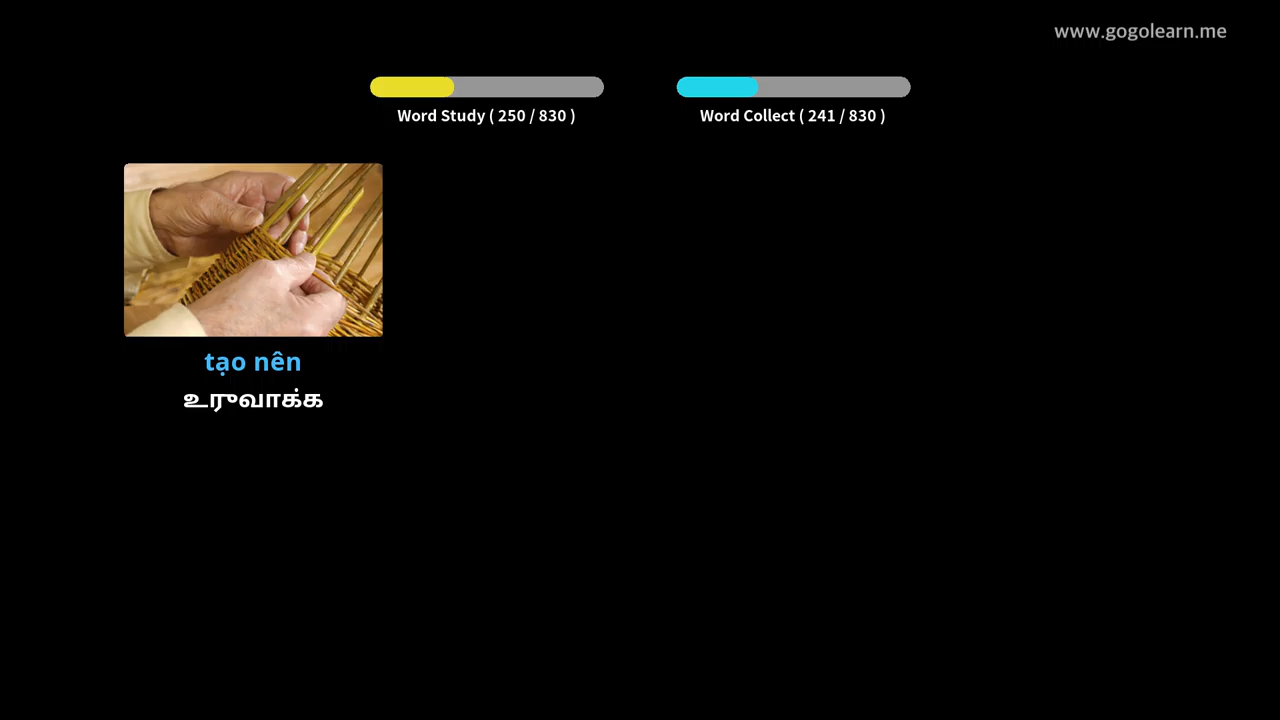 www.gogolearn.me
Word Study ( 250 / 830 )
Word Collect ( 241 / 830 )
tạo nên
உருவாக்க